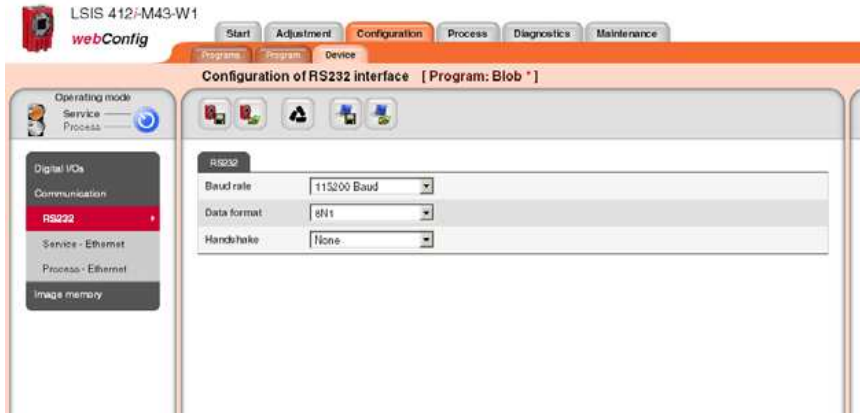 LSIS 412i-M43-W1
webConfig
Start Adjustment Configuration Process Diagnostics Maintenance
Programs Program Device
Configuration of RS232 interface [Program: Blob *]
Operating mode
Service
Process
Digital I/Os
Communication
RS232
Service - Ethernet
Process - Ethernet
Image memory
RS232
Baud rate 115200 Baud
Data format 8N1
Handshake None